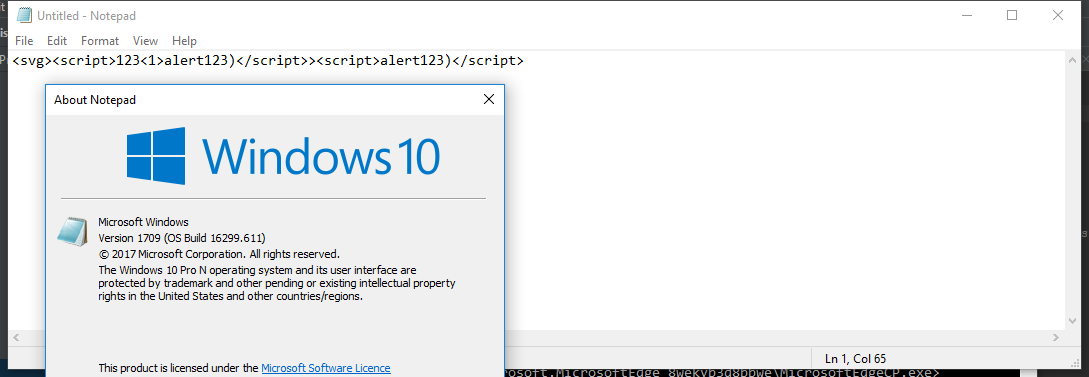 Untitled - Notepad
File Edit Format View Help
<svg><script>123<1>alert123)</script>><script>alert123)</script>
About Notepad
Windows 10
Microsoft Windows
Version 1709 (OS Build 16299.611)
© 2017 Microsoft Corporation. All rights reserved.
The Windows 10 Pro N operating system and its user interface are
protected by trademark and other pending or existing intellectual property
rights in the United States and other countries/regions.
This product is licensed under the Microsoft Software Licence
Ln 1, Col 65